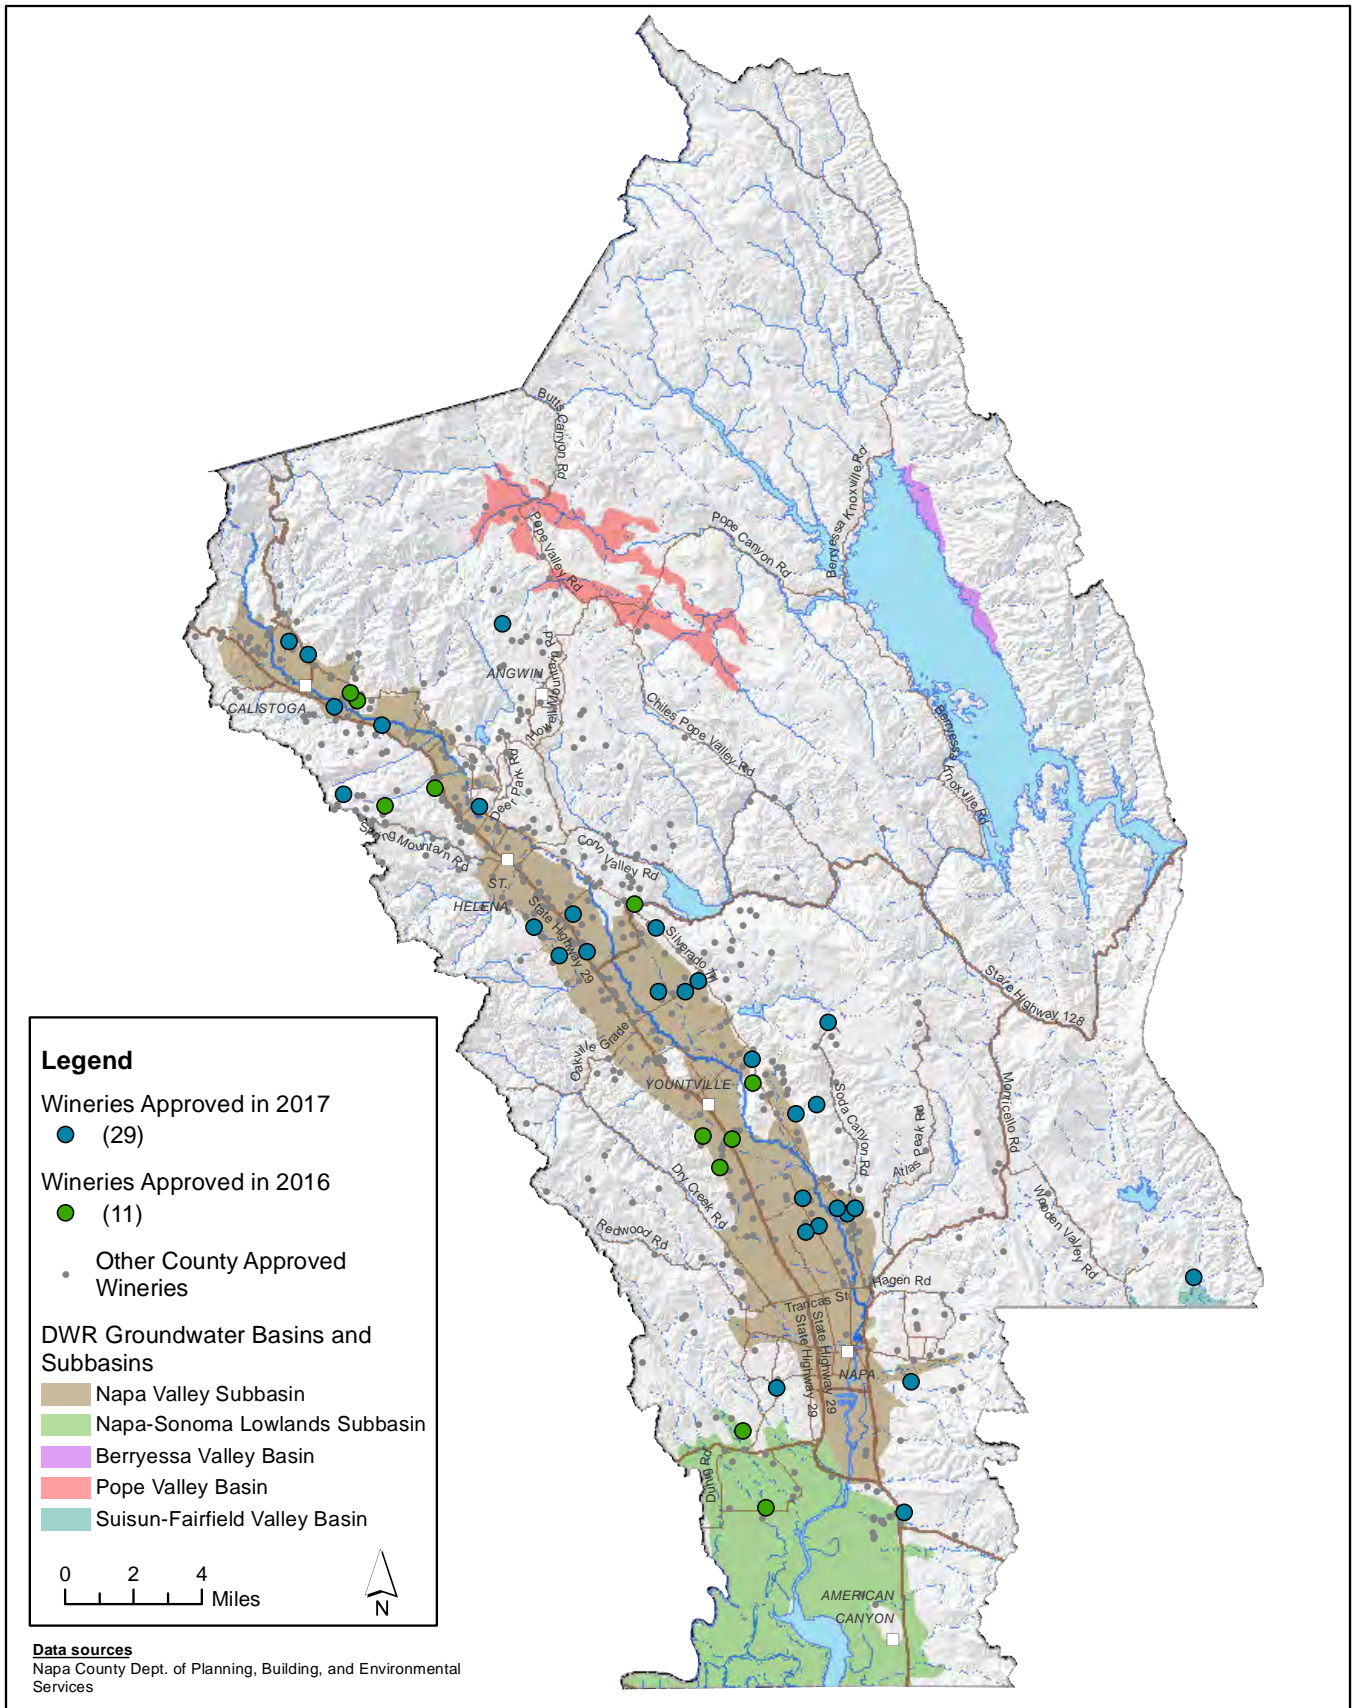 Butts Canyon Rd
Berryessa Knoxville Rd
Pope Valley Rd
Pope Canyon Rd
ANGWIN
Howell Mountain Rd
CALISTOGA
Chiles Pope Valley Rd
Berryessa Knoxville Rd
Deer Park Rd
Spring Mountain Rd
Conn Valley Rd
ST.
HELENA
State Highway 29
Silverado Trl
State Highway 128
Oakville Grade
YOUNTVILLE
Soda Canyon Rd
Monticello Rd
Atlas Peak Rd
Dry Creek Rd
Wooden Valley Rd
Redwood Rd
Hagen Rd
Trancas St
State Highway 29
State Highway 29
NAPA
Duhig Rd
AMERICAN
CANYON
Legend
Wineries Approved in 2017
(29)
Wineries Approved in 2016
(11)
Other County Approved
Wineries
DWR Groundwater Basins and
Subbasins
Napa Valley Subbasin
Napa-Sonoma Lowlands Subbasin
Berryessa Valley Basin
Pope Valley Basin
Suisun-Fairfield Valley Basin
0 2 4
Miles
N
Data sources
Napa County Dept. of Planning, Building, and Environmental
Services